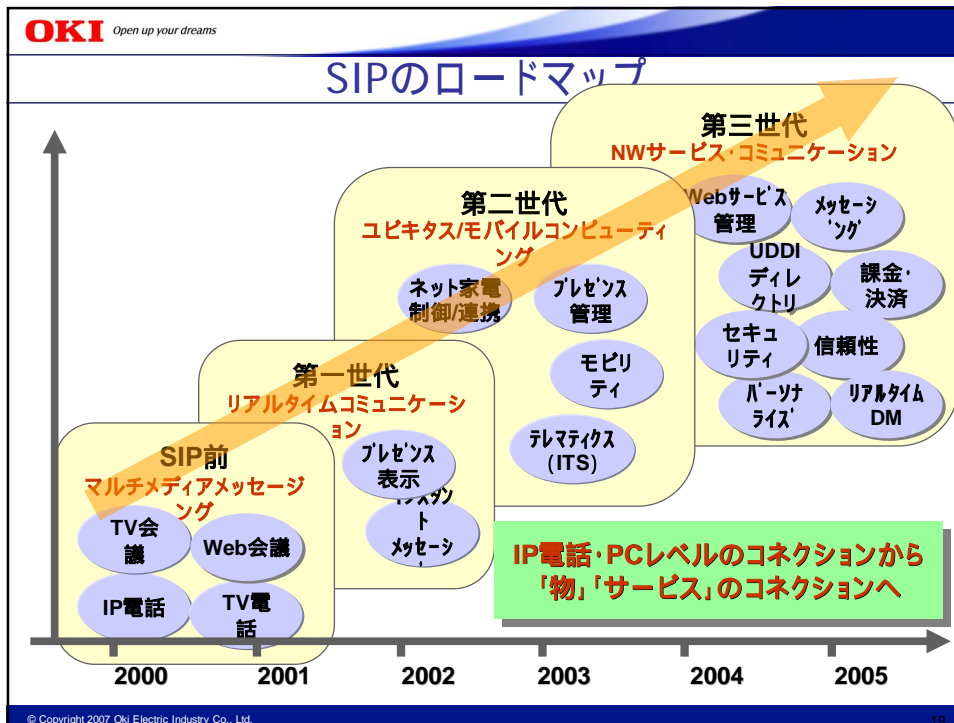 OKI Open up your dreams
SIPのロードマップ
第三世代
NWサービス・コミュニケーション
Webｻｰﾋﾞｽ
管理
ﾒｯｾｰｼ
ﾞﾝｸﾞ
UDDI
ディレ
クトリ
課金・
決済
セキュ
リティ
信頼性
ﾊﾟｰｿﾅ
ﾗｲｽﾞ
ﾘｱﾙﾀｲﾑ
DM
第二世代
ユビキタス/モバイルコンピューティ
ング
ネット家電
制御/連携
ﾌﾟﾚｾﾞﾝｽ
管理
モビリ
ティ
ﾃﾚﾏﾃｨｸｽ
(ITS)
第一世代
リアルタイムコミュニケーシ
ョン
ﾌﾟﾚｾﾞﾝｽ
表示
ｲﾝｽﾀﾝ
ﾄ
ﾒｯｾｰｼ
SIP前
マルチメディアメッセージ
ング
TV会
議
Web会議
IP電話
TV電
話
IP電話・PCレベルのコネクションから
「物」「サービス」のコネクションへ
2000 2001 2002 2003 2004 2005
© Copyright 2007 Oki Electric Industry Co., Ltd.
19